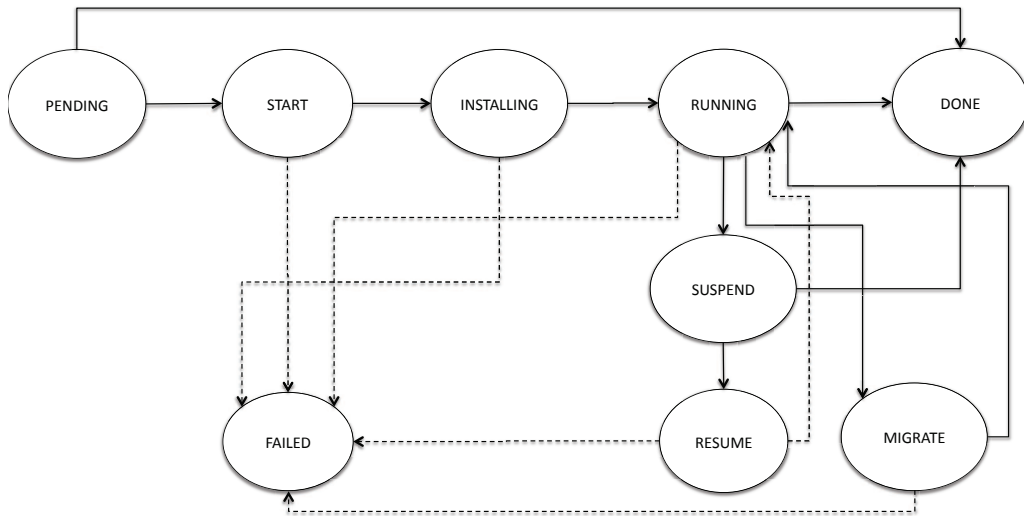 PENDING
START
INSTALLING
RUNNING
DONE
SUSPEND
FAILED
RESUME
MIGRATE